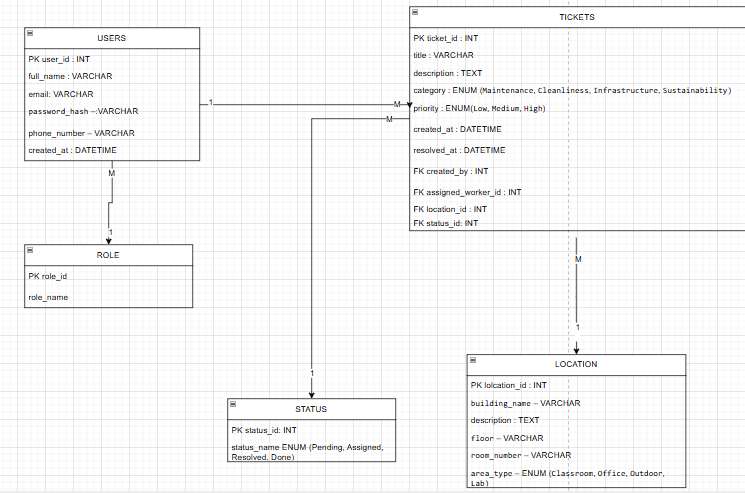 USERS
PK user_id : INT
full_name : VARCHAR
email: VARCHAR
password_hash –:VARCHAR
phone_number – VARCHAR
created_at : DATETIME
TICKETS
PK ticket_id : INT
title : VARCHAR
description : TEXT
category : ENUM (Maintenance, Cleanliness, Infrastructure, Sustainability)
priority : ENUM(Low, Medium, High)
created_at : DATETIME
resolved_at : DATETIME
FK created_by : INT
FK assigned_worker_id : INT
FK location_id : INT
FK status_id: INT
1
M
M
M
1
ROLE
PK role_id
role_name
M
1
1
STATUS
PK status_id: INT
status_name ENUM (Pending, Assigned,
Resolved, Done)
LOCATION
PK lolcation_id : INT
building_name – VARCHAR
description : TEXT
floor – VARCHAR
room_number – VARCHAR
area_type – ENUM (Classroom, Office, Outdoor,
Lab)